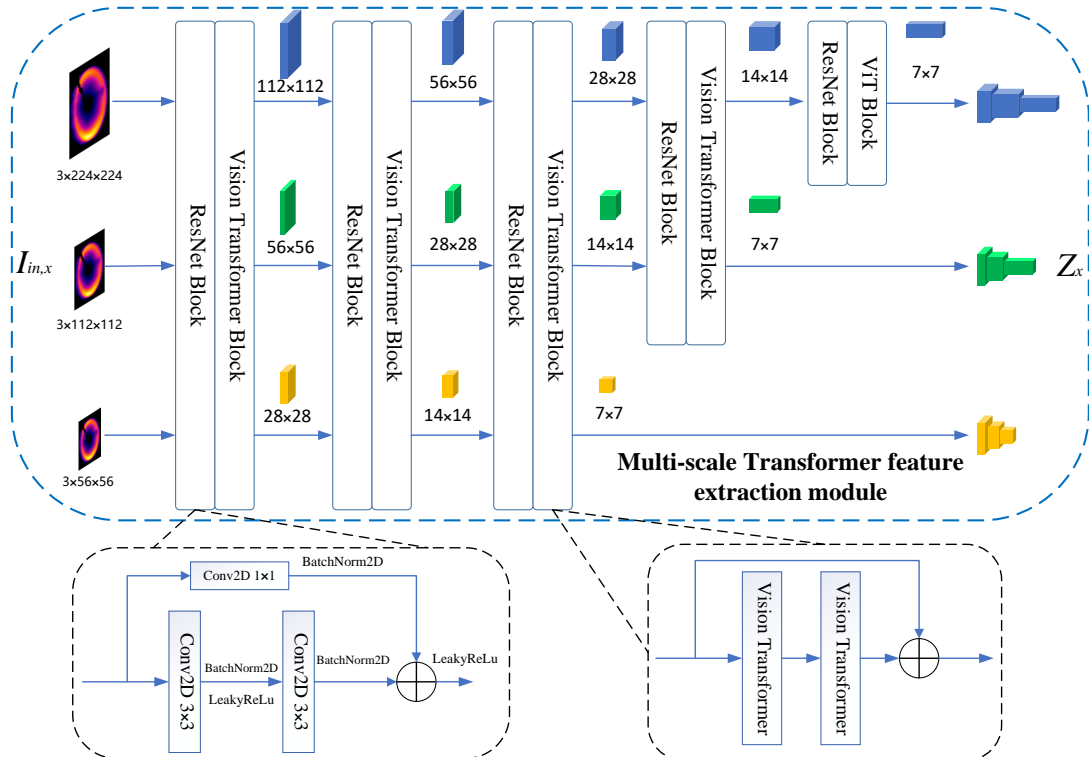 112×112
56×56
28×28
14×14
7×7
3×224×224
ResNet Block
Vision Transformer Block
ResNet Block
Vision Transformer Block
ResNet Block
Vision Transformer Block
ResNet Block
Vision Transformer Block
ResNet Block
ViT Block
I_{in,x}
56×56
28×28
14×14
7×7
Z_x
3×112×112
28×28
14×14
7×7
3×56×56
Multi-scale Transformer feature
extraction module
Conv2D 1×1
BatchNorm2D
Conv2D 3×3
BatchNorm2D
LeakyReLu
Conv2D 3×3
BatchNorm2D
LeakyReLu
Vision Transformer
Vision Transformer